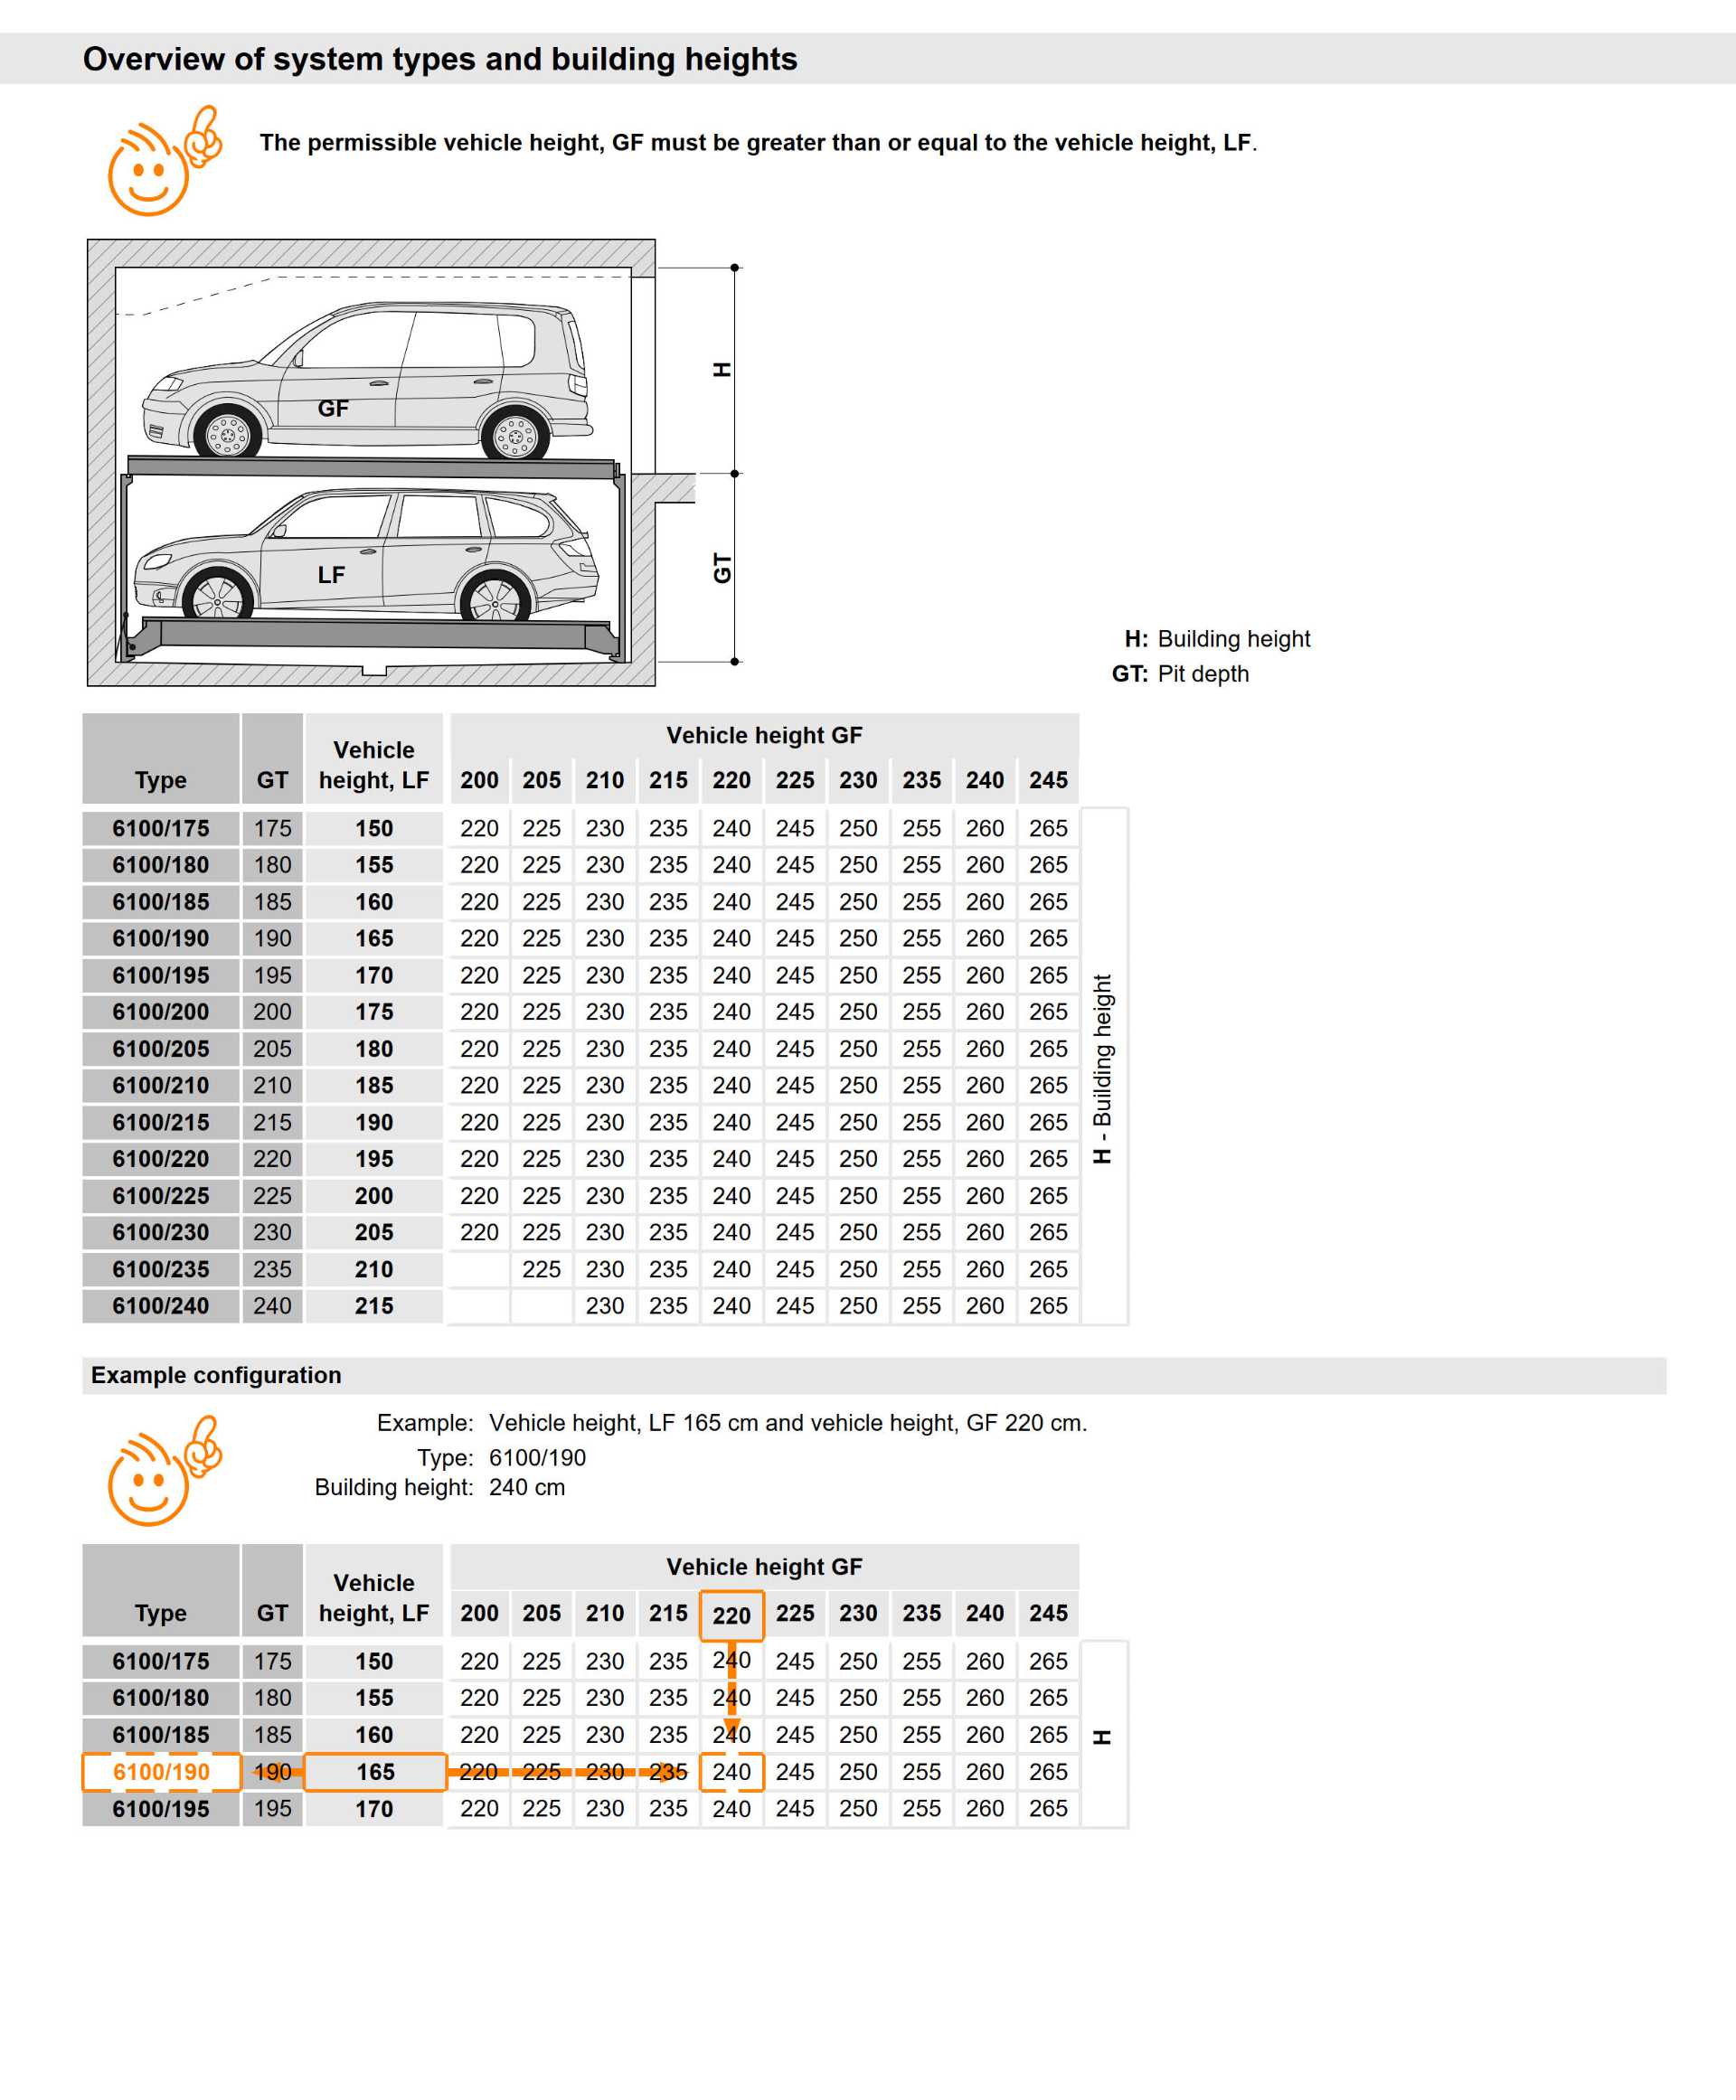 Overview of system types and building heights
The permissible vehicle height, GF must be greater than or equal to the vehicle height, LF.
H
GF
LF
GT
H: Building height
GT: Pit depth
Vehicle height GF
Type GT Vehicle height, LF 200 205 210 215 220 225 230 235 240 245
6100/175 175 150 220 225 230 235 240 245 250 255 260 265
6100/180 180 155 220 225 230 235 240 245 250 255 260 265
6100/185 185 160 220 225 230 235 240 245 250 255 260 265
6100/190 190 165 220 225 230 235 240 245 250 255 260 265
6100/195 195 170 220 225 230 235 240 245 250 255 260 265
6100/200 200 175 220 225 230 235 240 245 250 255 260 265
6100/205 205 180 220 225 230 235 240 245 250 255 260 265
6100/210 210 185 220 225 230 235 240 245 250 255 260 265
6100/215 215 190 220 225 230 235 240 245 250 255 260 265
6100/220 220 195 220 225 230 235 240 245 250 255 260 265
6100/225 225 200 220 225 230 235 240 245 250 255 260 265
6100/230 230 205 220 225 230 235 240 245 250 255 260 265
6100/235 235 210 225 230 235 240 245 250 255 260 265
6100/240 240 215 230 235 240 245 250 255 260 265
H - Building height
Example configuration
Example: Vehicle height, LF 165 cm and vehicle height, GF 220 cm.
Type: 6100/190
Building height: 240 cm
Vehicle height GF
Type GT Vehicle height, LF 200 205 210 215 220 225 230 235 240 245
6100/175 175 150 220 225 230 235 240 245 250 255 260 265
6100/180 180 155 220 225 230 235 240 245 250 255 260 265
6100/185 185 160 220 225 230 235 240 245 250 255 260 265
6100/190 190 165 220 225 230 235 240 245 250 255 260 265
6100/195 195 170 220 225 230 235 240 245 250 255 260 265
H